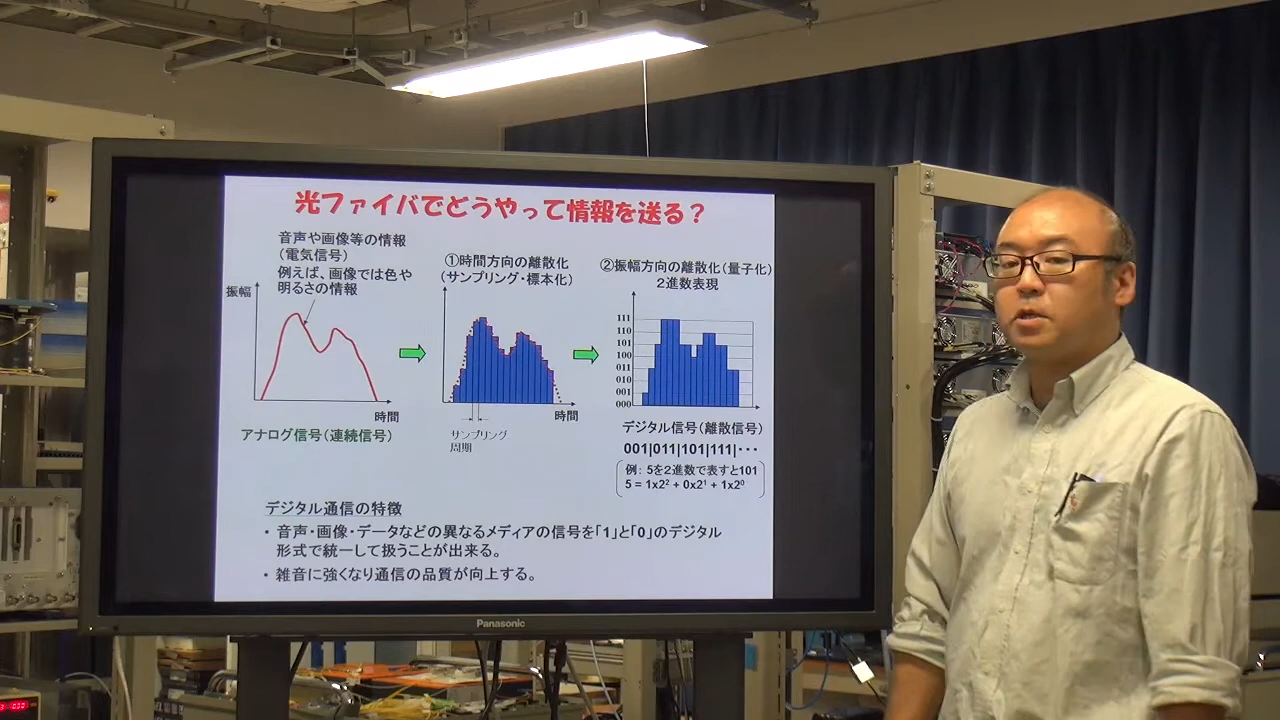 光ファイバでどうやって情報を送る？
音声や画像等の情報
（電気信号）
例えば、画像では色や
明るさの情報
振幅
時間
アナログ信号（連続信号）
①時間方向の離散化
（サンプリング・標本化）
時間
サンプリング
周期
②振幅方向の離散化（量子化）
２進数表現
111
110
101
100
011
010
001
000
デジタル信号（離散信号）
001|011|101|111|・・・
例： 5を２進数で表すと101
5 = 1x2² + 0x2¹ + 1x2⁰
デジタル通信の特徴
・ 音声・画像・データなどの異なるメディアの信号を「1」と「0」のデジタル
形式で統一して扱うことが出来る。
・ 雑音に強くなり通信の品質が向上する。
Panasonic